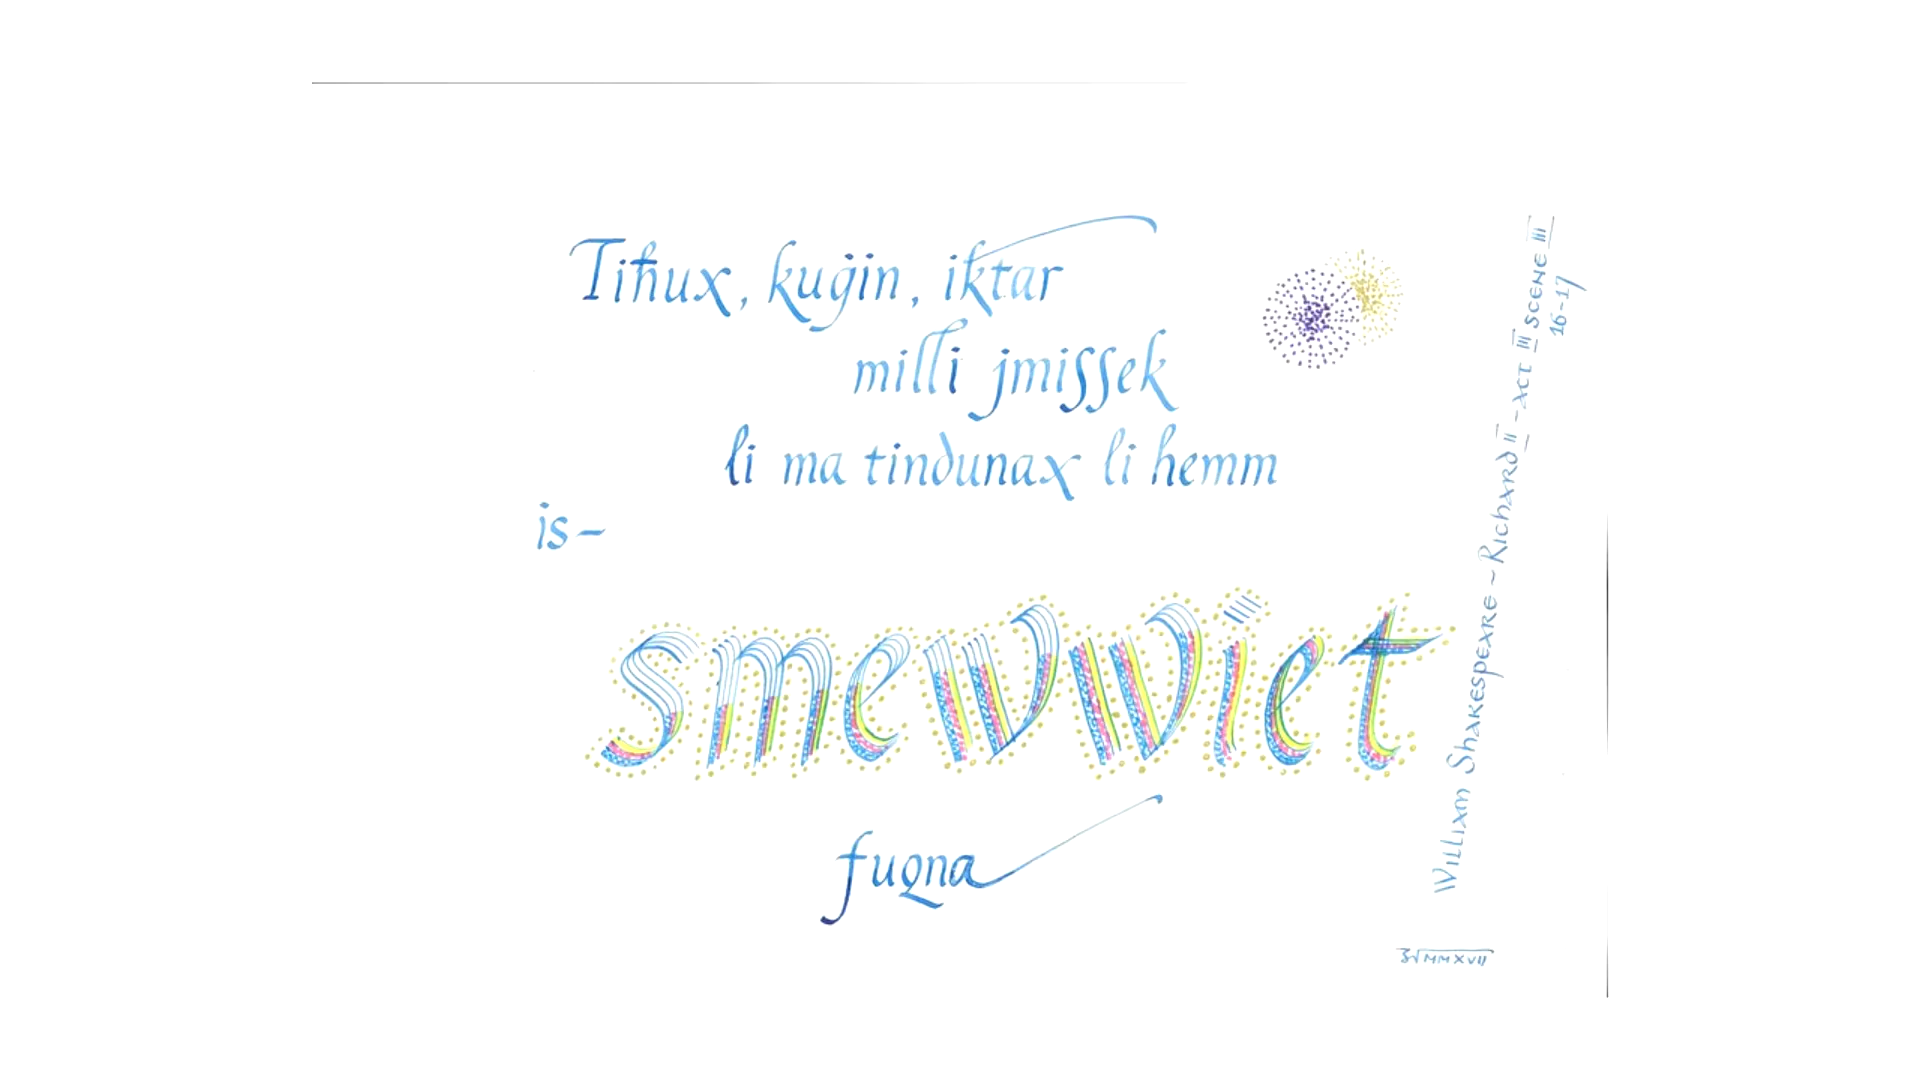 Tiħux, kuġin, iktar
milli jmissek
li ma tindunax li hemm
is-
smewwiet
fuqna
William Shakespeare ~ Richard II - Act III Scene III
16-17
MMXVII